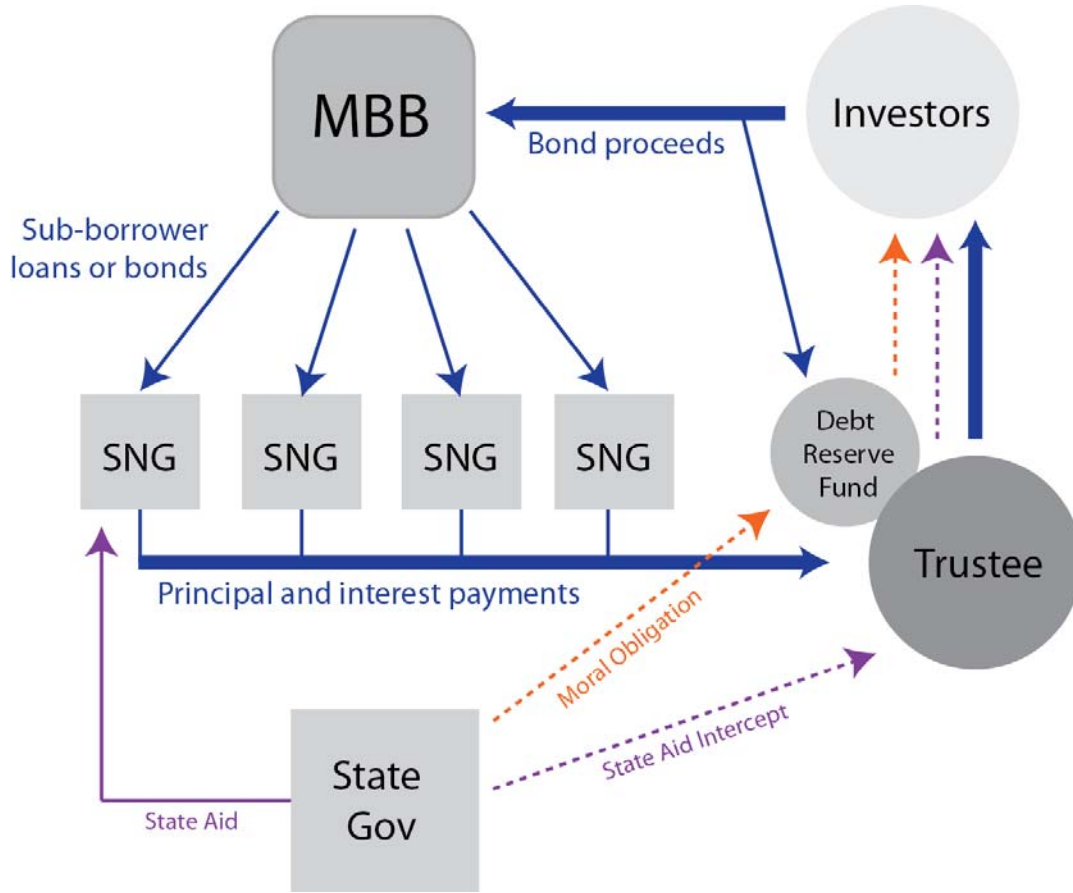 MBB
Investors
Bond proceeds
Sub-borrower
loans or bonds
SNG
SNG
SNG
SNG
Debt
Reserve
Fund
Trustee
Principal and interest payments
Moral Obligation
State Aid Intercept
State
Gov
State Aid